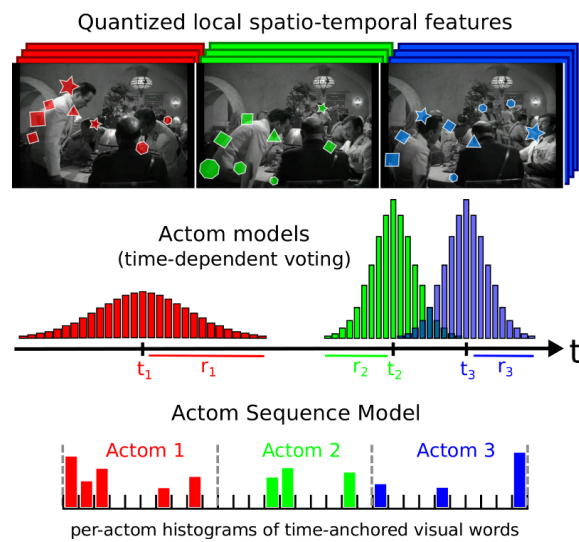 Quantized local spatio-temporal features
Actom models
(time-dependent voting)
t
t₁ r₁ r₂ t₂ t₃ r₃
Actom Sequence Model
Actom 1 Actom 2 Actom 3
per-actom histograms of time-anchored visual words